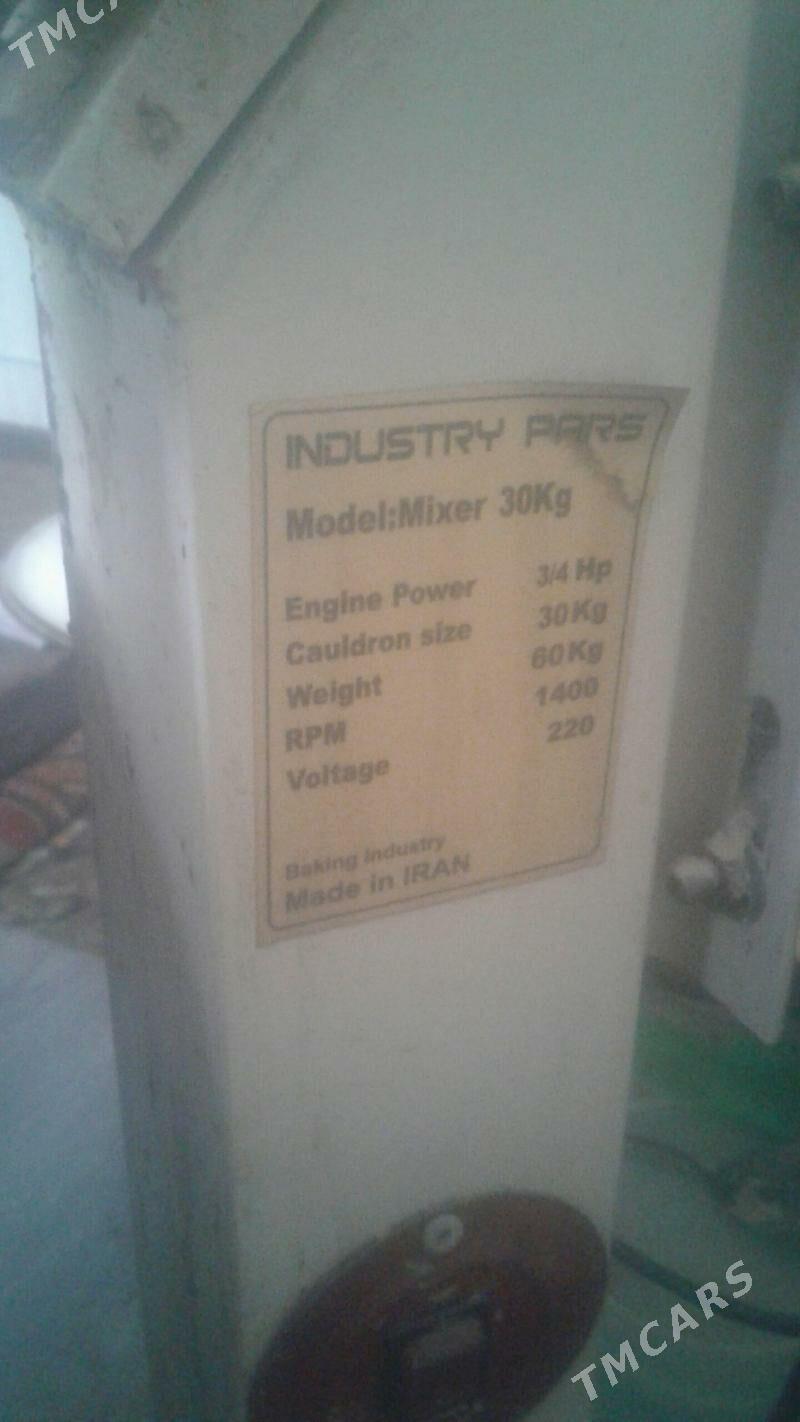 TMCA
INDUSTRY PARS
Model:Mixer 30Kg
Engine Power 3/4 Hp
Cauldron size 30Kg
Weight 60Kg
RPM 1400
Voltage 220
Baking industry
Made in IRAN
TMCARS